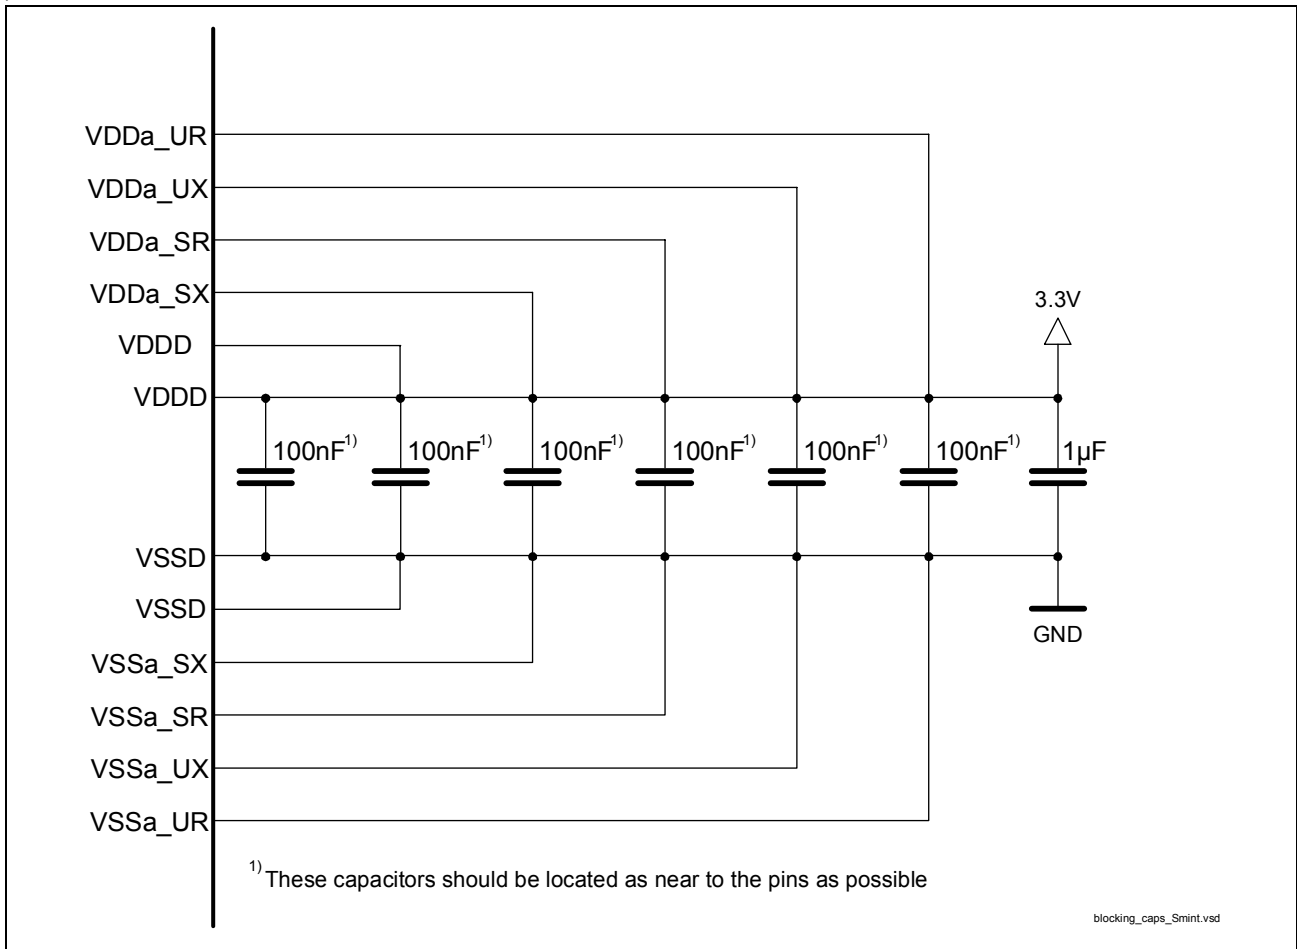 VDDa_UR
VDDa_UX
VDDa_SR
VDDa_SX
3.3V
VDDD
VDDD
100nF1) 100nF1) 100nF1) 100nF1) 100nF1) 100nF1) 1µF
VSSD
VSSD
GND
VSSa_SX
VSSa_SR
VSSa_UX
VSSa_UR
1) These capacitors should be located as near to the pins as possible
blocking_caps_Smint.vsd